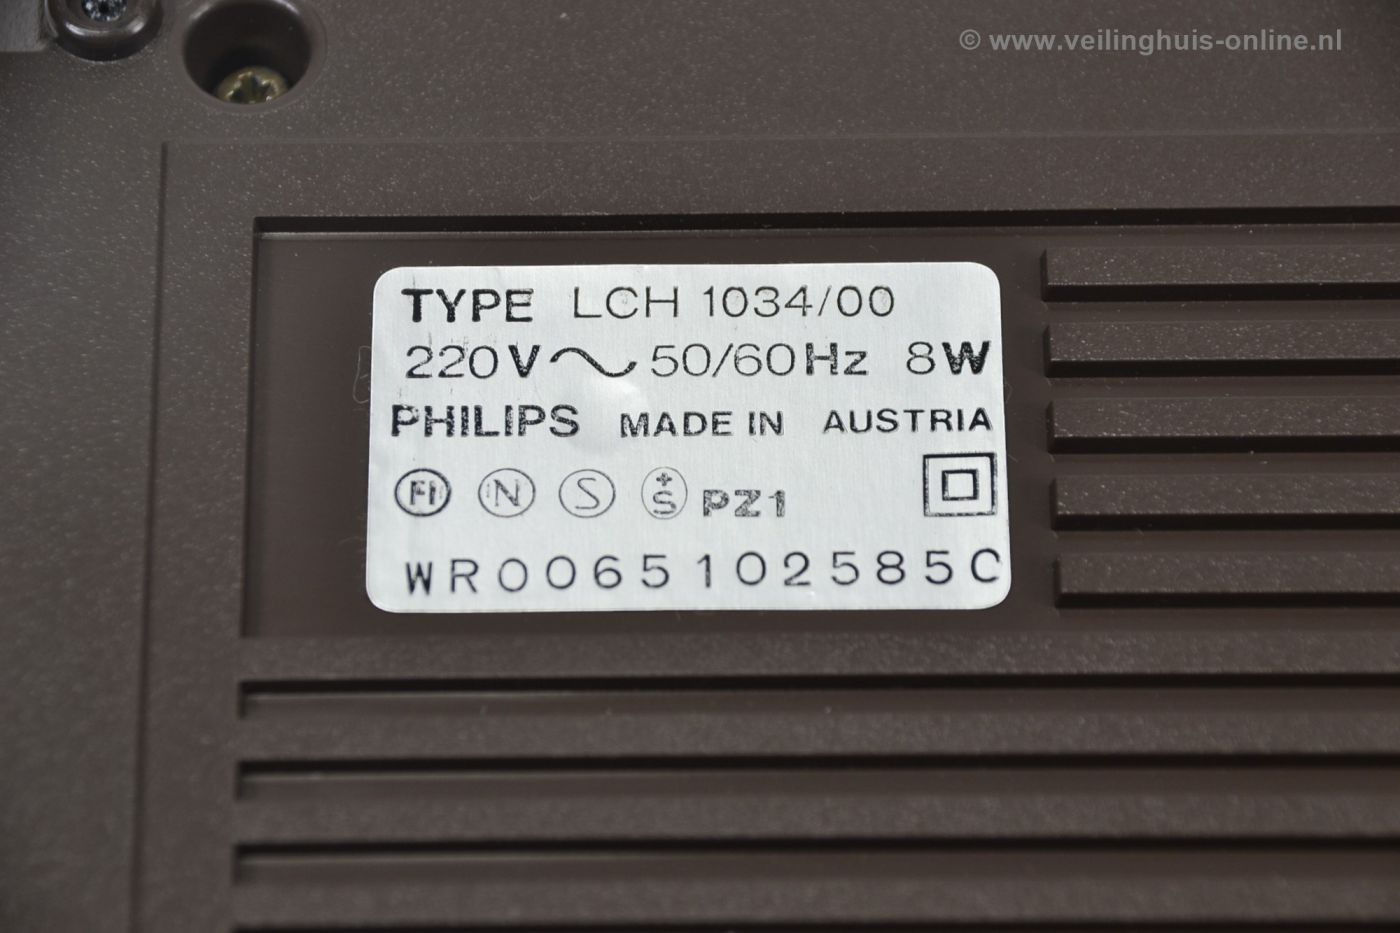 © www.veilinghuis-online.nl
TYPE LCH 1034/00
220V~ 50/60Hz 8W
PHILIPS MADE IN AUSTRIA
FI N S +S PZ1
WR0065102585C